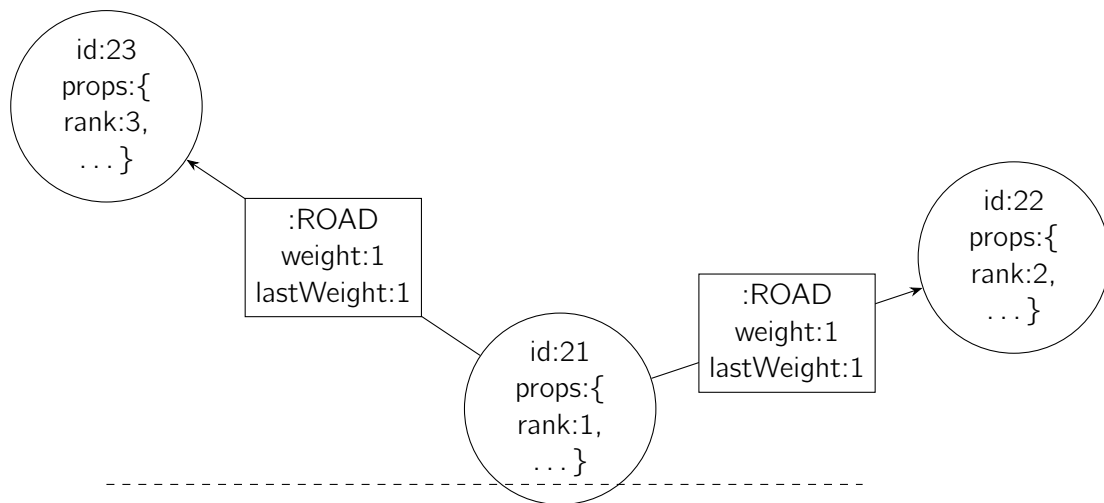 id:23
props:{
rank:3,
...}
:ROAD
weight:1
lastWeight:1
id:21
props:{
rank:1,
...}
:ROAD
weight:1
lastWeight:1
id:22
props:{
rank:2,
...}